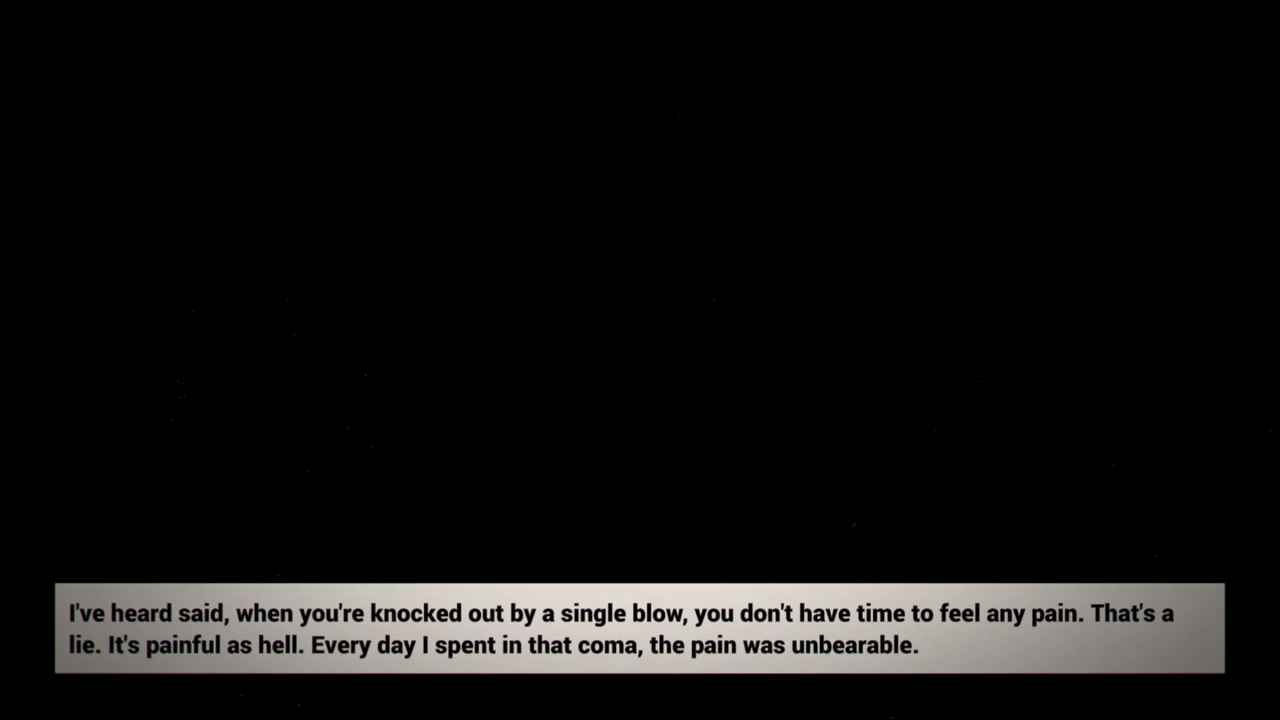 I've heard said, when you're knocked out by a single blow, you don't have time to feel any pain. That's a
lie. It's painful as hell. Every day I spent in that coma, the pain was unbearable.